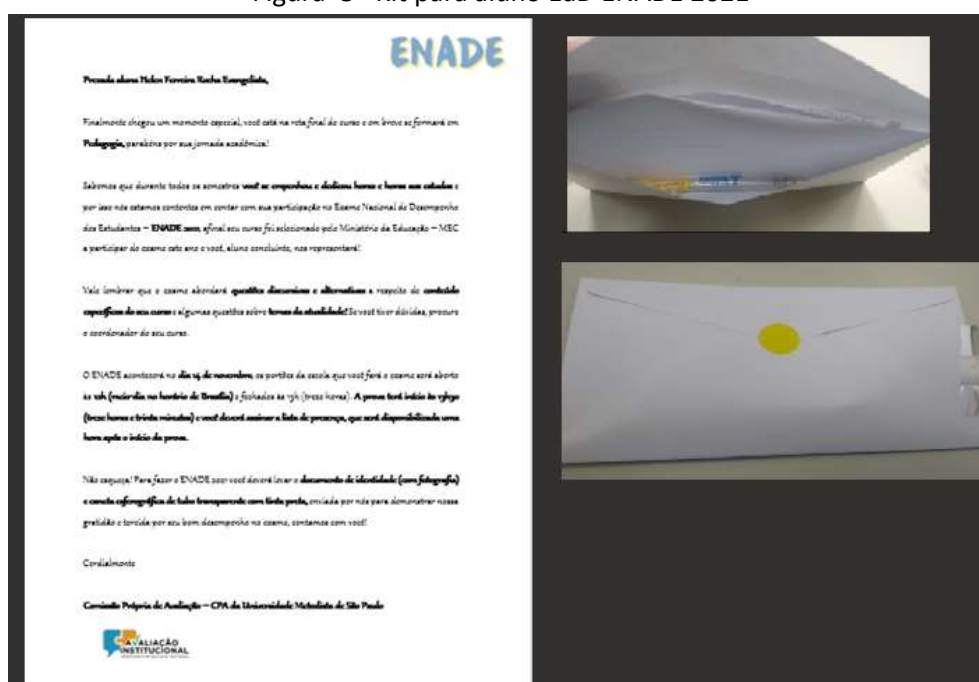 ENADE
Prezada aluna Helen Ferreira Rocha Evangelista,
Finalmente chegou um momento especial, você está na reta final do curso e em breve se formará em
Pedagogia, parabéns por sua jornada acadêmica!
Sabemos que durante todos os semestres você se empenhou e dedicou horas e horas aos estudos e
por isso nós estamos contentes em contar com sua participação no Exame Nacional de Desempenho
dos Estudantes – ENADE 2021, afinal seu curso foi selecionado pelo Ministério da Educação – MEC
a participar do exame este ano e você, aluno concluinte, nos representará!
Vale lembrar que o exame abordará questões discursivas e alternativas a respeito de conteúdo
específicos do seu curso e algumas questões sobre temas da atualidade! Se você tiver dúvidas, procure
o coordenador do seu curso.
O ENADE acontecerá no dia 14 de novembro, os portões da escola que você fará o exame será aberto
às 12h (meio-dia no horário de Brasília) e fechados às 13h (treze horas). A prova terá início às 13h30
(treze horas e trinta minutos) e você deverá assinar a lista de presença, que será disponibilizada uma
hora após o início da prova.
Não esqueça! Para fazer o ENADE 2021 você deverá levar o documento de identidade (com fotografia)
e caneta esferográfica de tubo transparente com tinta preta, enviada por nós para demonstrar nossa
gratidão e torcida por seu bom desempenho no exame, contamos com você!
Cordialmente
Comissão Própria de Avaliação – CPA da Universidade Metodista de São Paulo
AVALIAÇÃO
INSTITUCIONAL